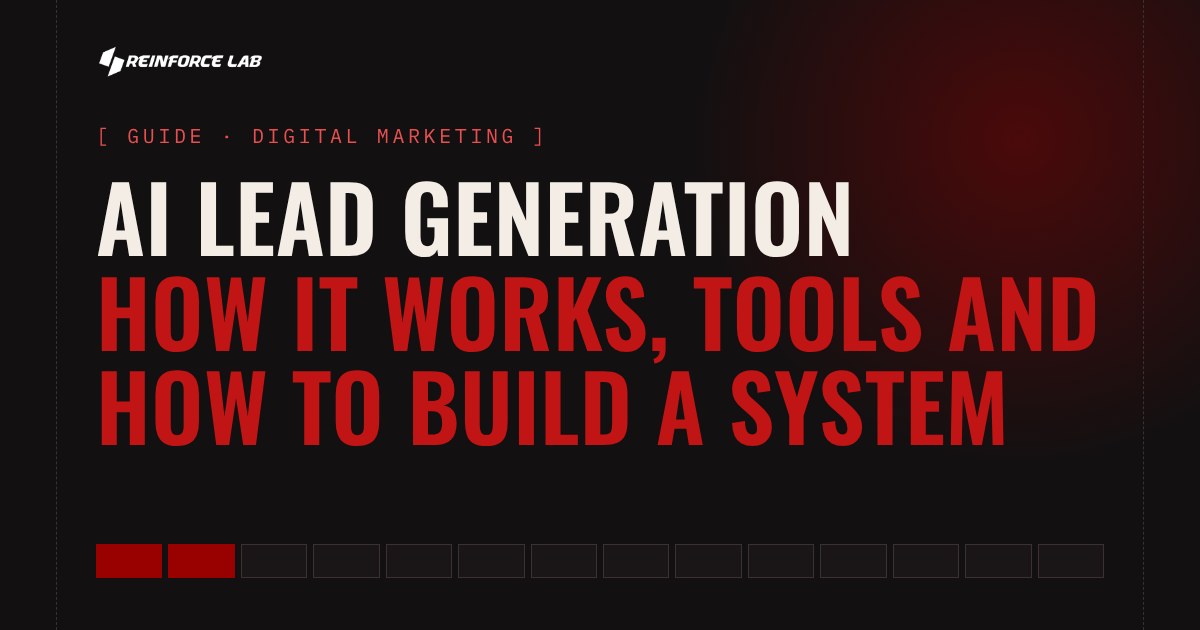 REINFORCE LAB
[ GUIDE · DIGITAL MARKETING ]
AI LEAD GENERATION
HOW IT WORKS, TOOLS AND
HOW TO BUILD A SYSTEM